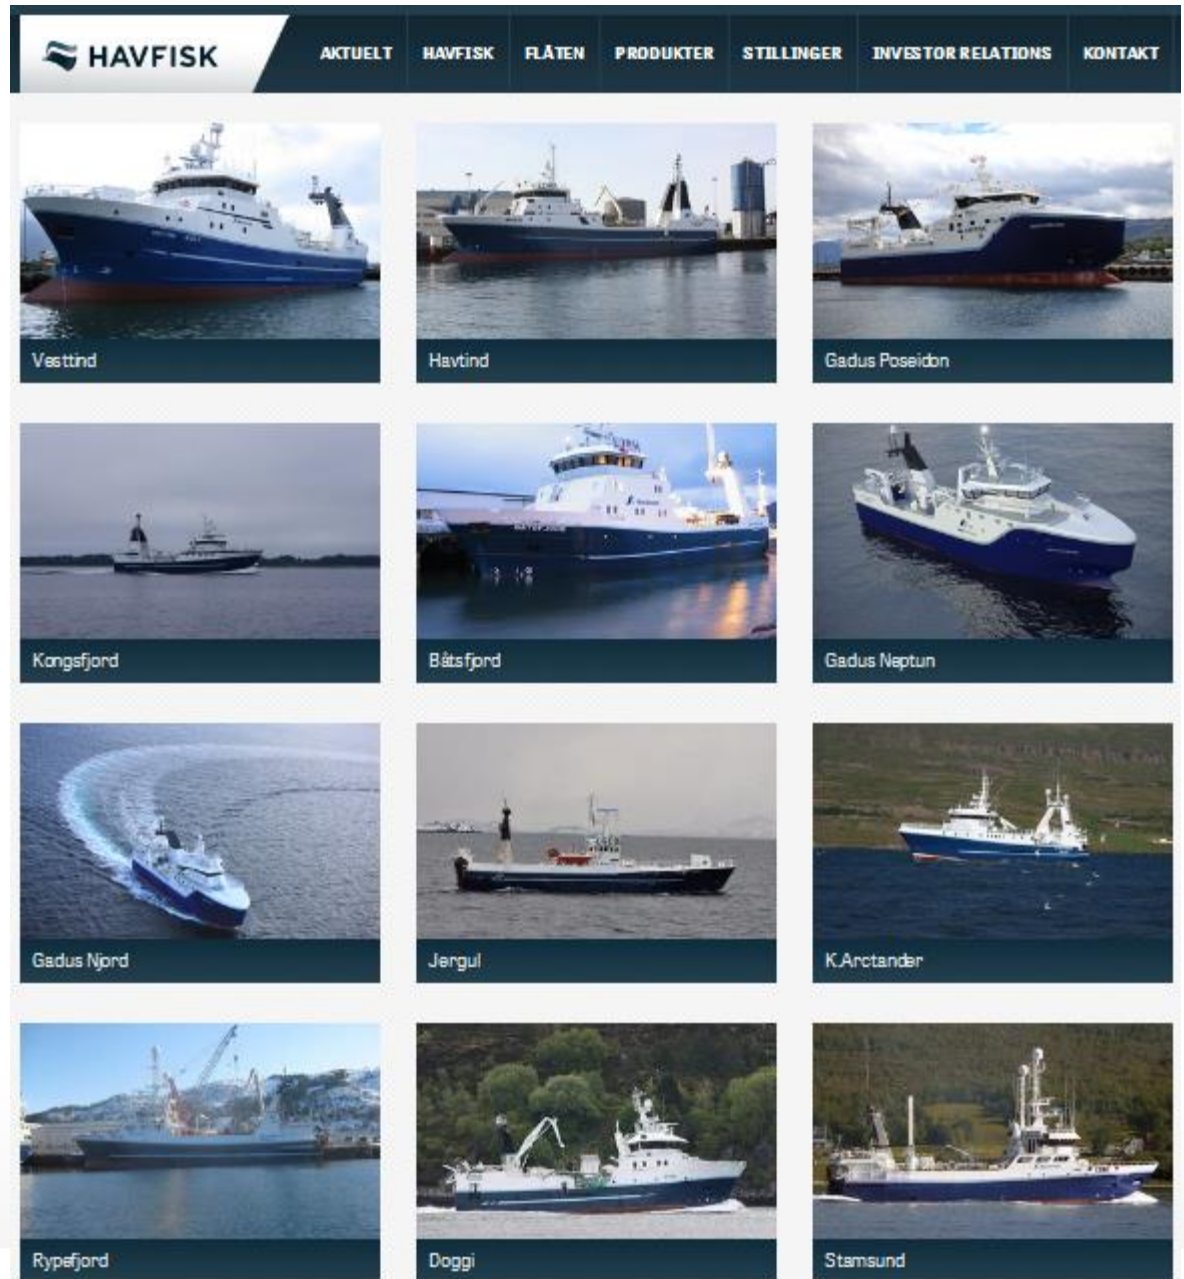 HAVFISK
AKTUELT HAVFISK FLÅTEN PRODUKTER STILLINGER INVESTOR RELATIONS KONTAKT
Vesttind Havtind Gadus Poseidon
Kongsfjord Båtsfjord Gadus Neptun
Gadus Njord Jergul K.Arctander
Rypefjord Doggi Stamsund